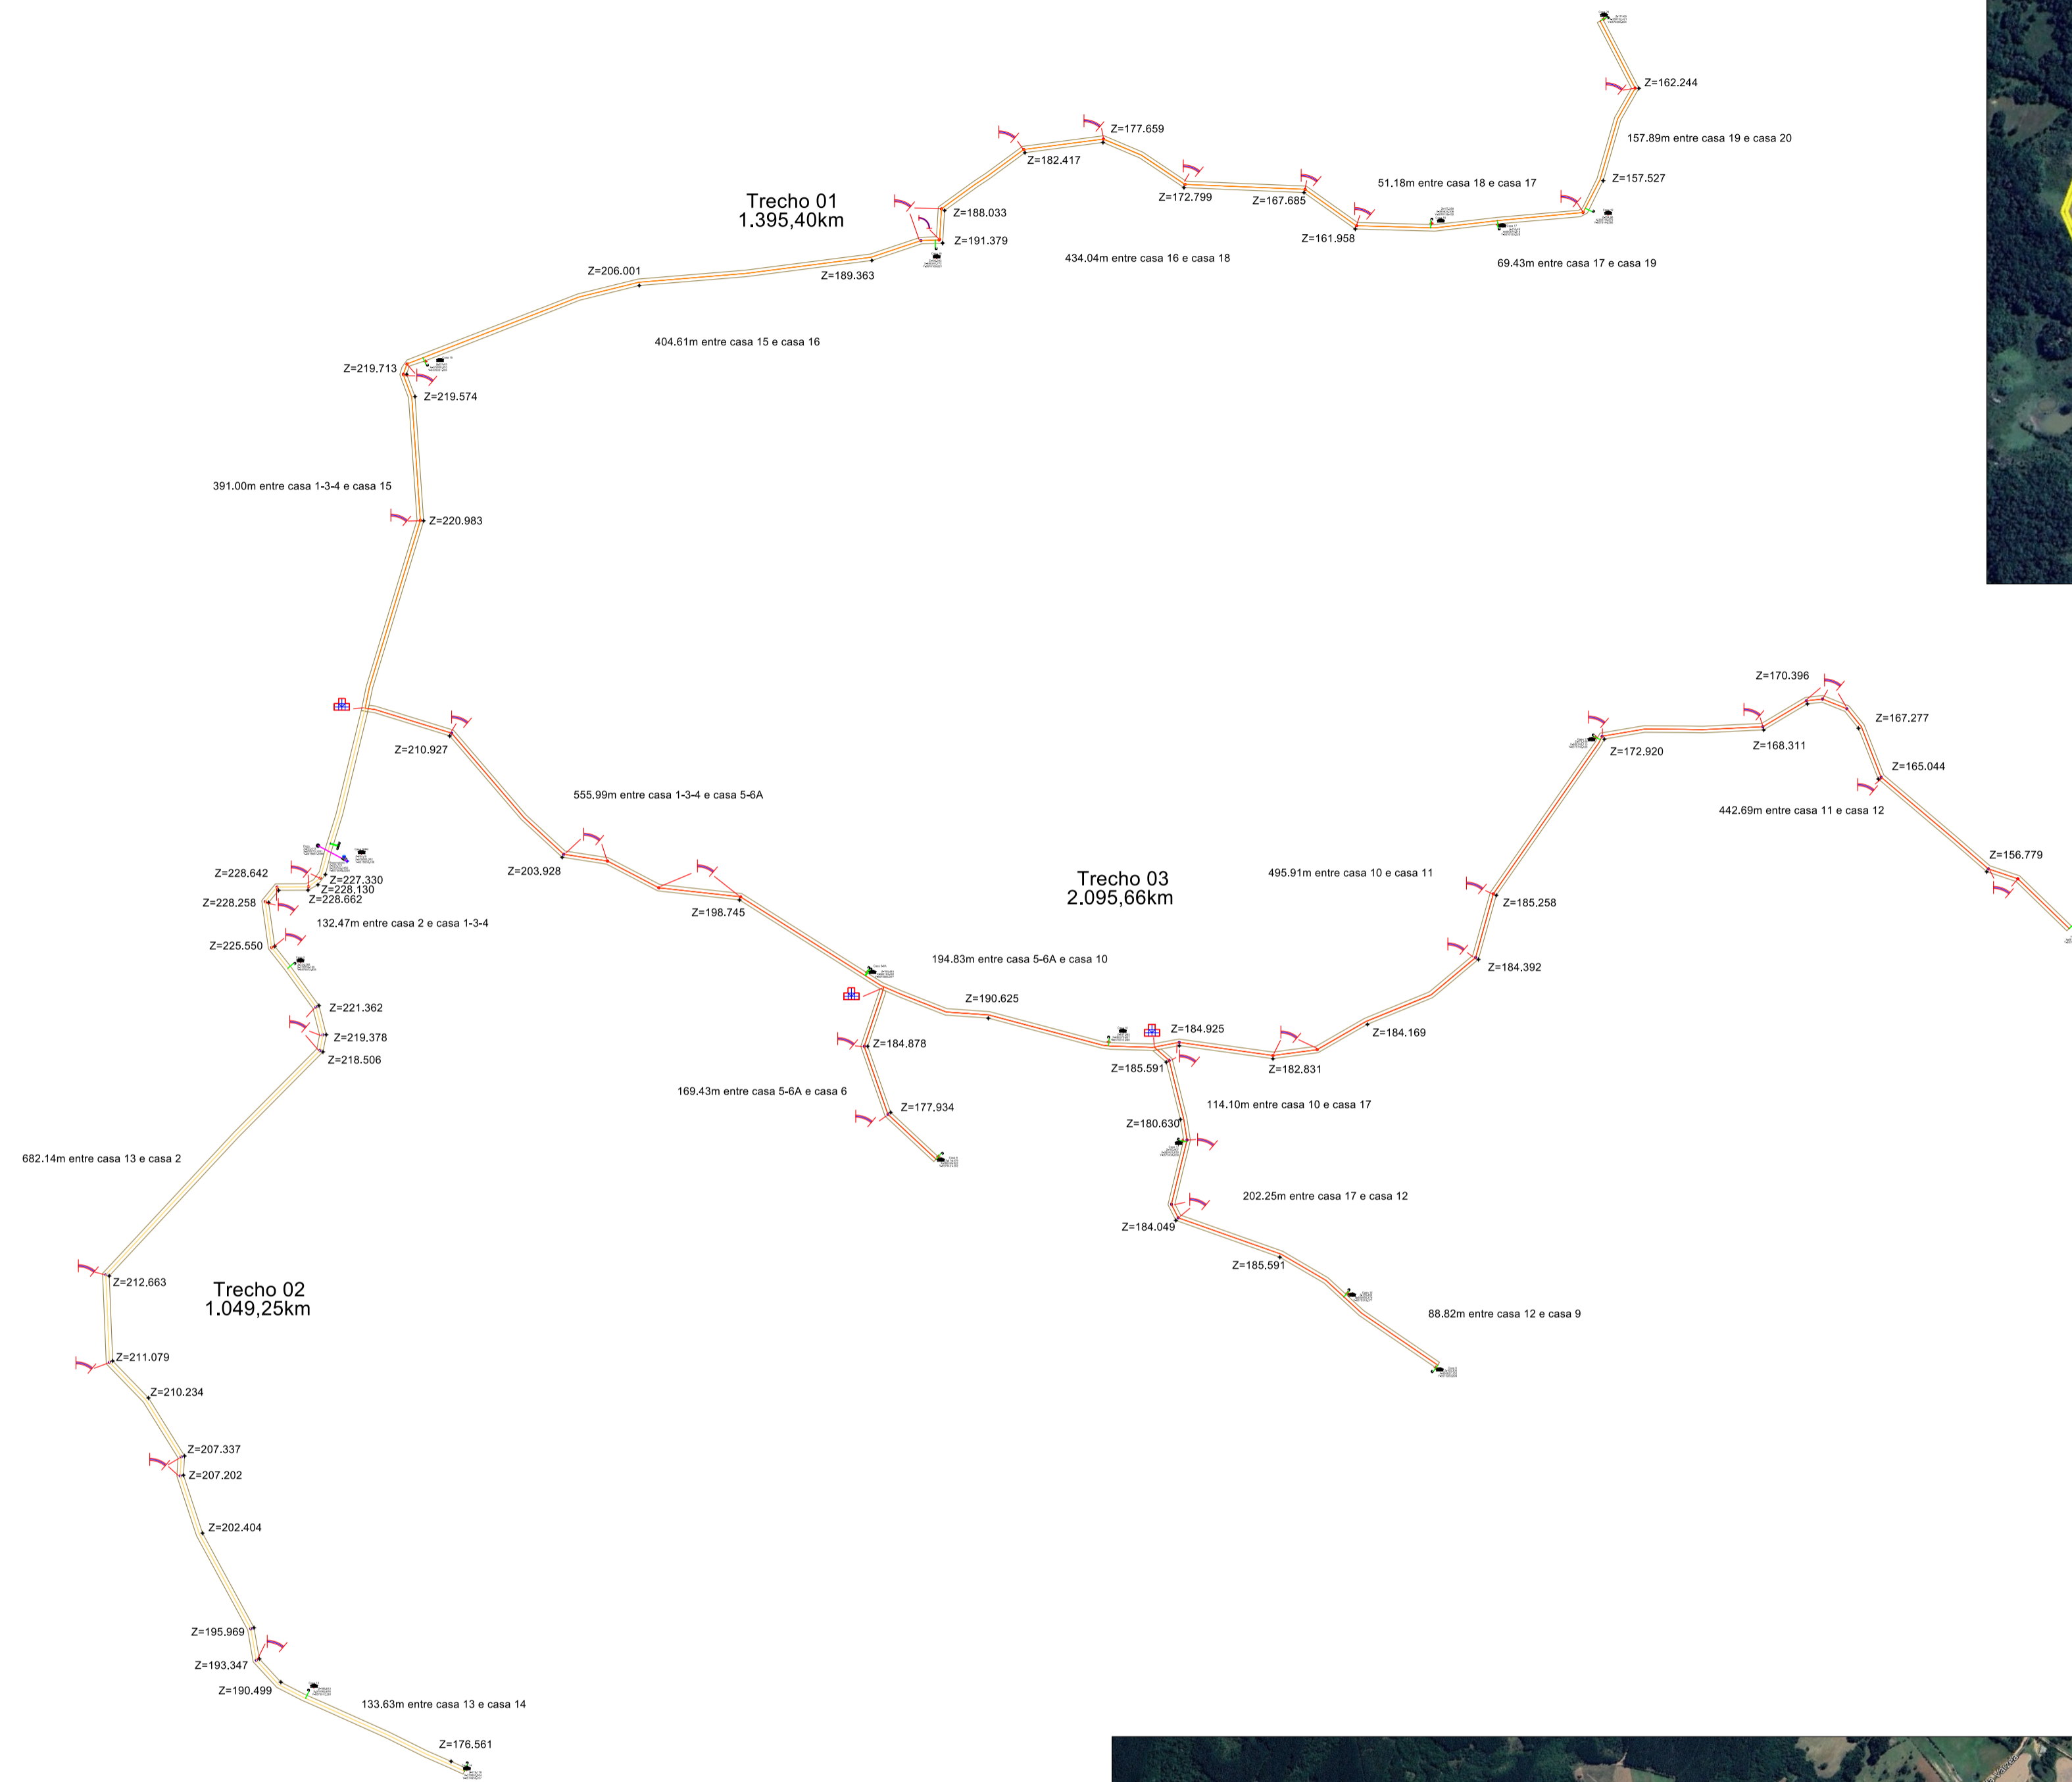 Z=162.244
157.89m entre casa 19 e casa 20
Z=177.659
Z=182.417
Z=157.527
51.18m entre casa 18 e casa 17
Z=172.799
Z=167.685
Trecho 01
1.395,40km
Z=188.033
Z=161.958
Z=191.379
434.04m entre casa 16 e casa 18
69.43m entre casa 17 e casa 19
Z=206.001
Z=189.363
404.61m entre casa 15 e casa 16
Z=219.713
Z=219.574
391.00m entre casa 1-3-4 e casa 15
Z=220.983
Z=170.396
Z=167.277
Z=168.311
Z=172.920
Z=210.927
Z=165.044
555.99m entre casa 1-3-4 e casa 5-6A
442.69m entre casa 11 e casa 12
Z=156.779
Z=203.928
Z=228.642
Z=227.330
Z=228.130
Z=228.662
Z=228.258
Trecho 03
2.095,66km
495.91m entre casa 10 e casa 11
Z=185.258
Z=198.745
132.47m entre casa 2 e casa 1-3-4
Z=225.550
194.83m entre casa 5-6A e casa 10
Z=184.392
Z=190.625
Z=221.362
Z=219.378
Z=218.506
Z=184.925
Z=184.169
Z=184.878
Z=185.591
Z=182.831
169.43m entre casa 5-6A e casa 6
Z=177.934
114.10m entre casa 10 e casa 17
Z=180.630
682.14m entre casa 13 e casa 2
202.25m entre casa 17 e casa 12
Z=184.049
Z=185.591
Z=212.663
Trecho 02
1.049,25km
88.82m entre casa 12 e casa 9
Z=211.079
Z=210.234
Z=207.337
Z=207.202
Z=202.404
Z=195.969
Z=193.347
Z=190.499
133.63m entre casa 13 e casa 14
Z=176.561